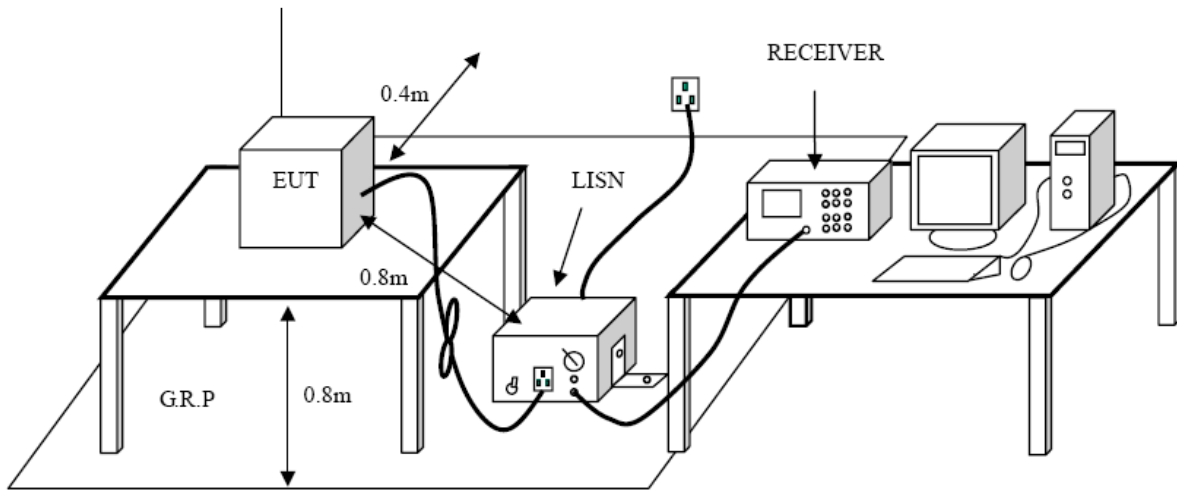 RECEIVER
0.4m
EUT
LISN
0.8m
G.R.P
0.8m